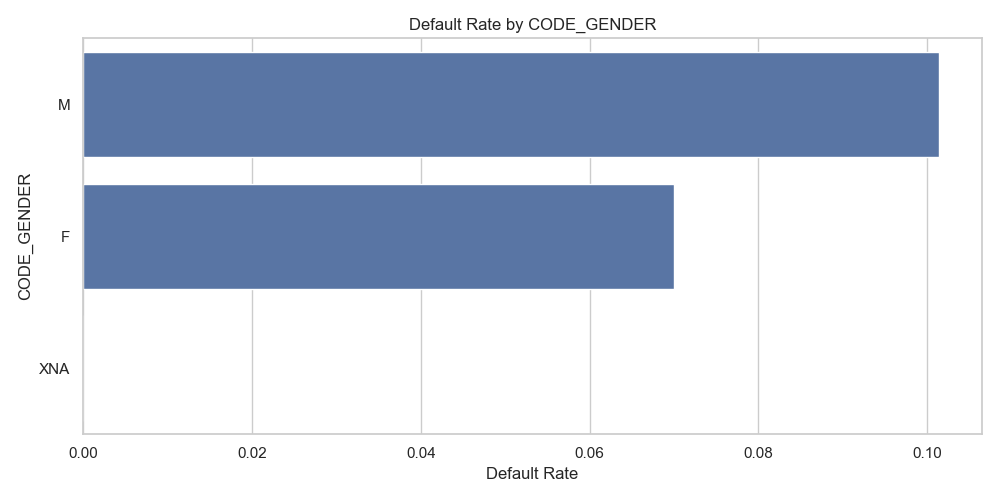 Default Rate by CODE_GENDER
CODE_GENDER
M
F
XNA
0.00 0.02 0.04 0.06 0.08 0.10
Default Rate